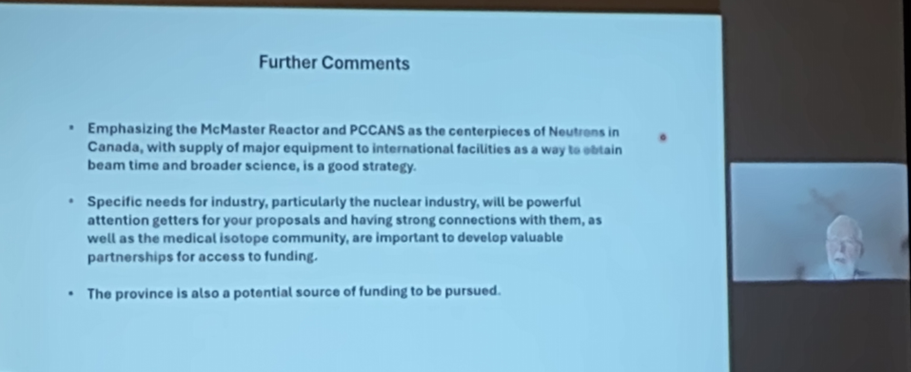 Further Comments
• Emphasizing the McMaster Reactor and PCCANS as the centerpieces of Neutrons in
Canada, with supply of major equipment to international facilities as a way to obtain
beam time and broader science, is a good strategy.
• Specific needs for industry, particularly the nuclear industry, will be powerful
attention getters for your proposals and having strong connections with them, as
well as the medical isotope community, are important to develop valuable
partnerships for access to funding.
• The province is also a potential source of funding to be pursued.